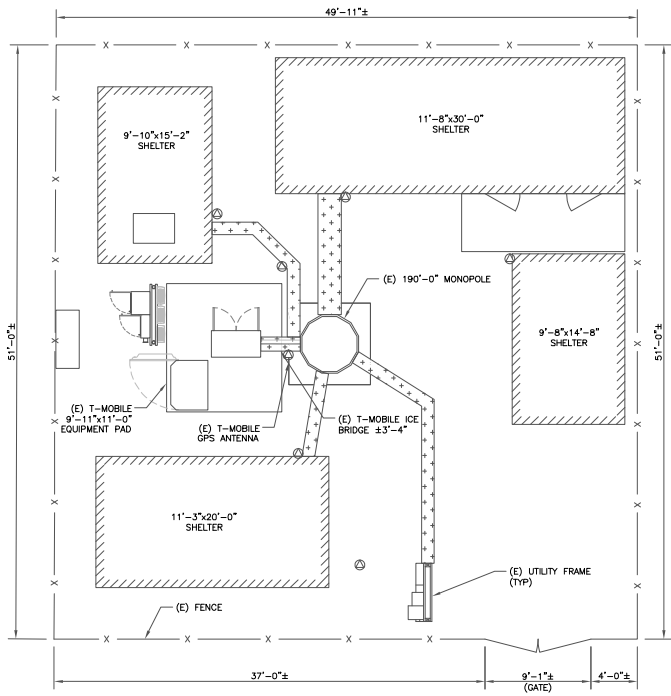 49'-11"±
11'-8"x30'-0"
SHELTER
9'-10"x15'-2"
SHELTER
(E) 190'-0" MONOPOLE
51'-0"±
51'-0"±
9'-8"x14'-8"
SHELTER
(E) T-MOBILE
9'-11"x11'-0"
EQUIPMENT PAD
(E) T-MOBILE
GPS ANTENNA
(E) T-MOBILE ICE
BRIDGE ±3'-4"
11'-3"x20'-0"
SHELTER
(E) UTILITY FRAME
(TYP)
(E) FENCE
37'-0"±
9'-1"±
(GATE)
4'-0"±